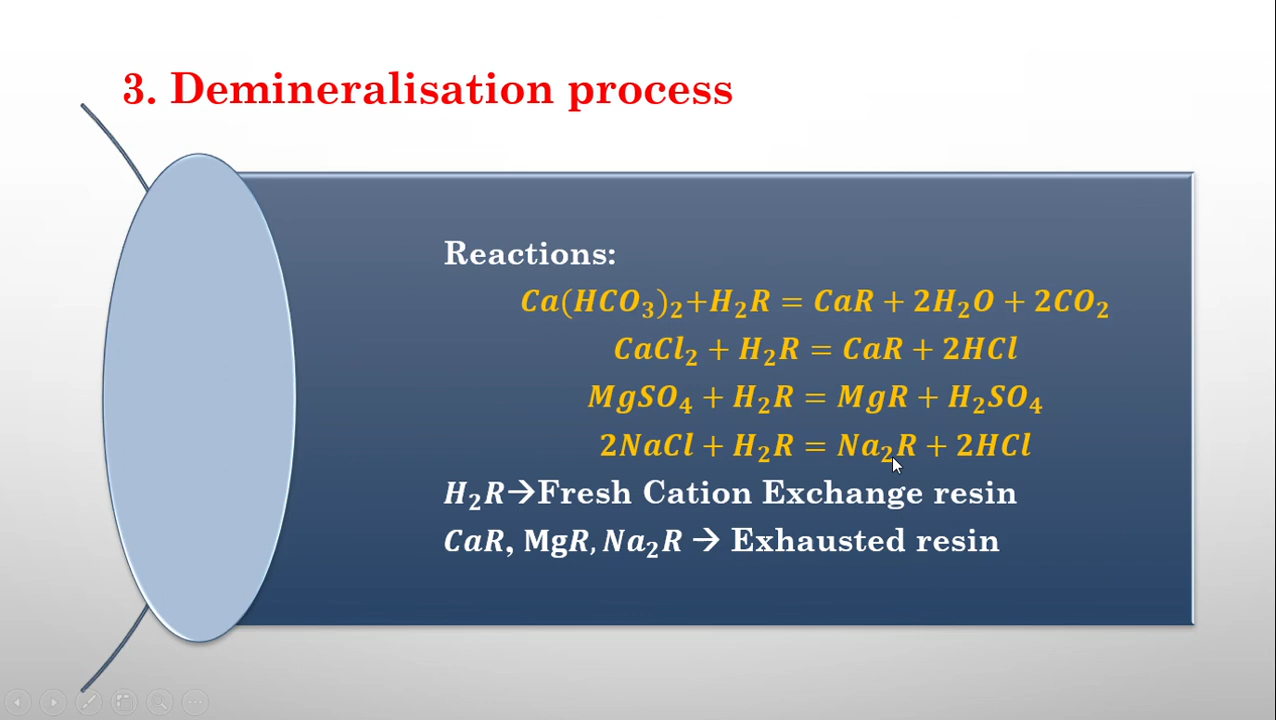 3. Demineralisation process
Reactions:
Ca(HCO₃)₂+H₂R = CaR + 2H₂O + 2CO₂
CaCl₂ + H₂R = CaR + 2HCl
MgSO₄ + H₂R = MgR + H₂SO₄
2NaCl + H₂R = Na₂R + 2HCl
H₂R→Fresh Cation Exchange resin
CaR, MgR, Na₂R → Exhausted resin